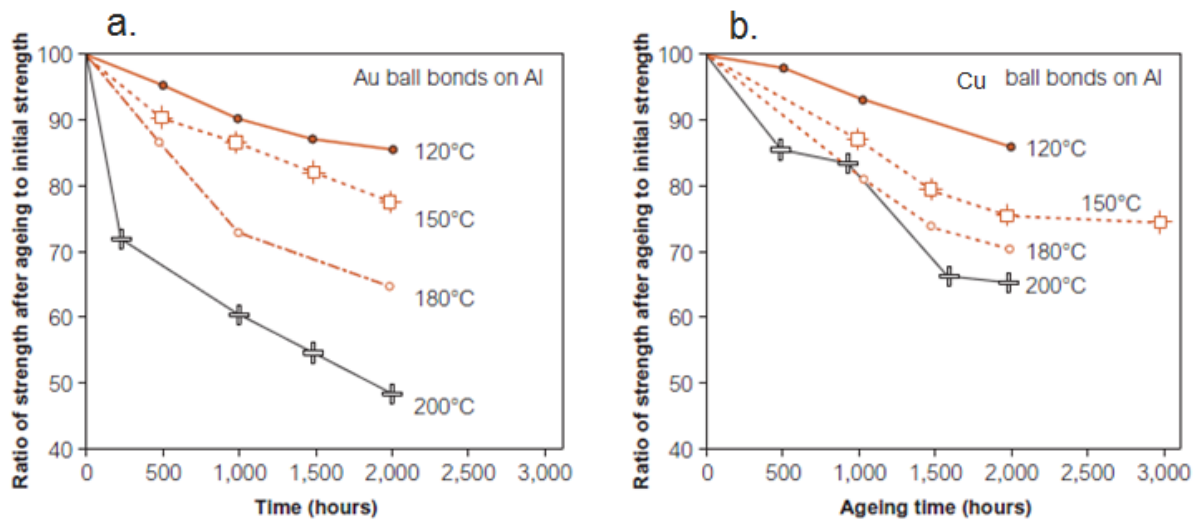 a.
Ratio of strength after ageing to initial strength
100
90
80
70
60
50
40
Au ball bonds on Al
120°C
150°C
180°C
200°C
0 500 1,000 1,500 2,000 2,500 3,000
Time (hours)
b.
Ratio of strength after ageing to initial strength
100
90
80
70
60
50
40
Cu ball bonds on Al
120°C
150°C
180°C
200°C
0 500 1,000 1,500 2,000 2,500 3,000
Ageing time (hours)